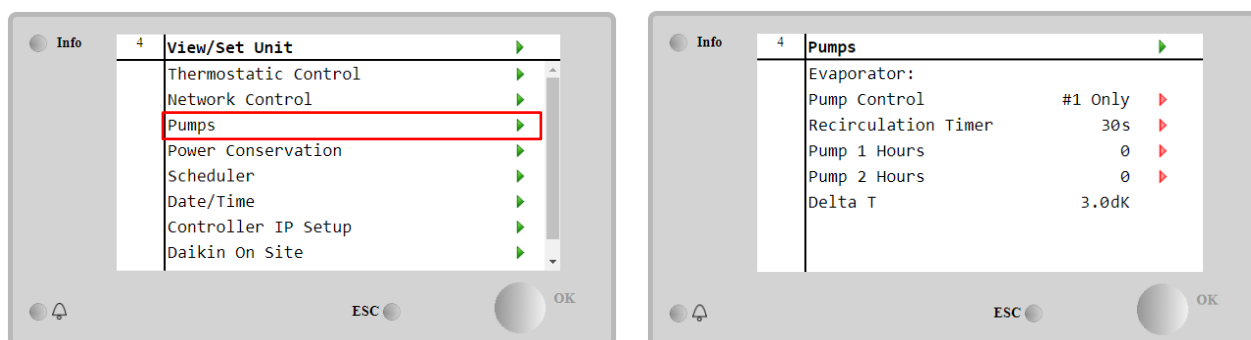 Info
4 View/Set Unit
Thermostatic Control
Network Control
Pumps
Power Conservation
Scheduler
Date/Time
Controller IP Setup
Daikin On Site
ESC
OK
Info
4 Pumps
Evaporator:
Pump Control #1 Only
Recirculation Timer 30s
Pump 1 Hours 0
Pump 2 Hours 0
Delta T 3.0dK
ESC
OK